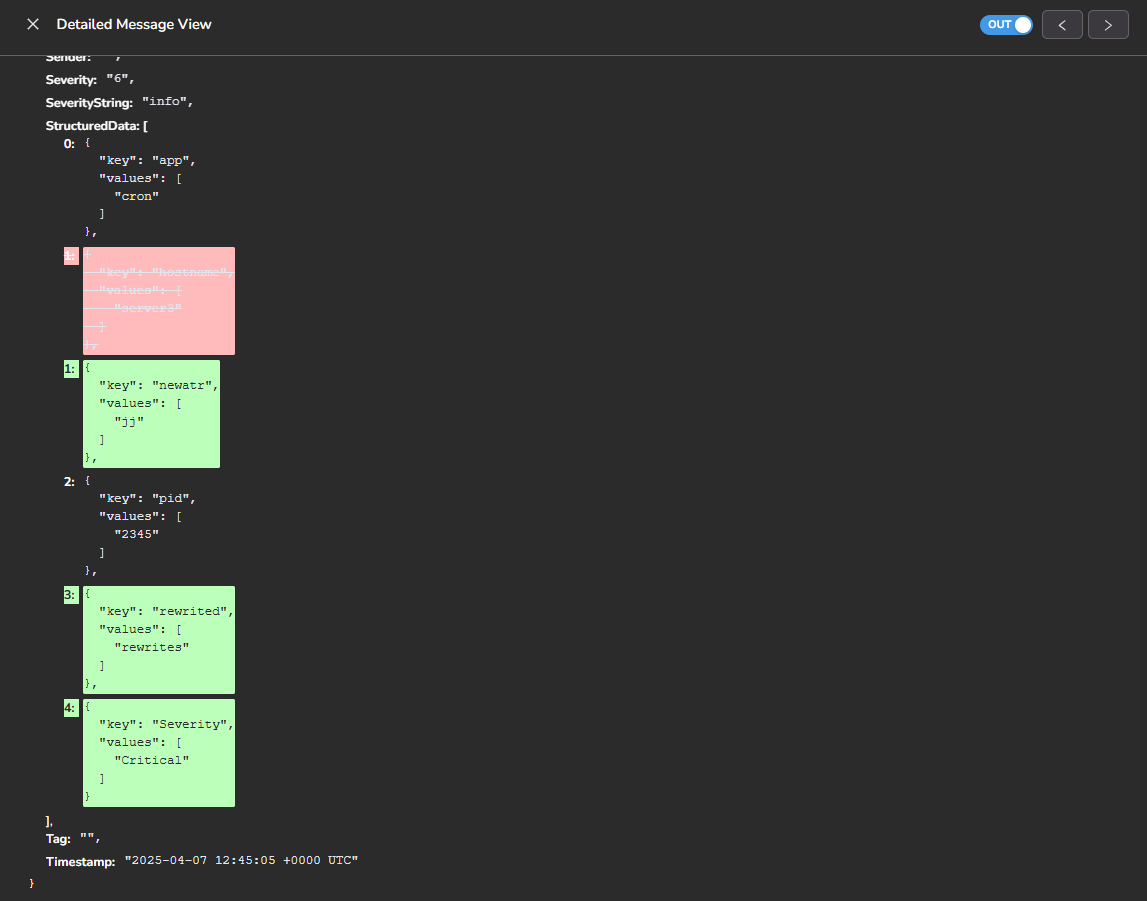 Detailed Message View
OUT
Sender: "",
Severity: "6",
SeverityString: "info",
StructuredData: [
0: {
"key": "app",
"values": [
"cron"
]
},
1: {
"key": "hostname",
"values": [
"server3"
]
},
1: {
"key": "newatr",
"values": [
"jj"
]
},
2: {
"key": "pid",
"values": [
"2345"
]
},
3: {
"key": "rewrited",
"values": [
"rewrites"
]
},
4: {
"key": "Severity",
"values": [
"Critical"
]
}
],
Tag: "",
Timestamp: "2025-04-07 12:45:05 +0000 UTC"
}